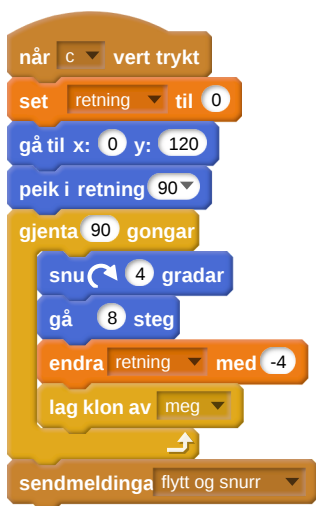 når c vert trykt
set retning til 0
gå til x: 0 y: 120
peik i retning 90
gjenta 90 gongar
snu 4 gradar
gå 8 steg
endra retning med -4
lag klon av meg
sendmeldinga flytt og snurr